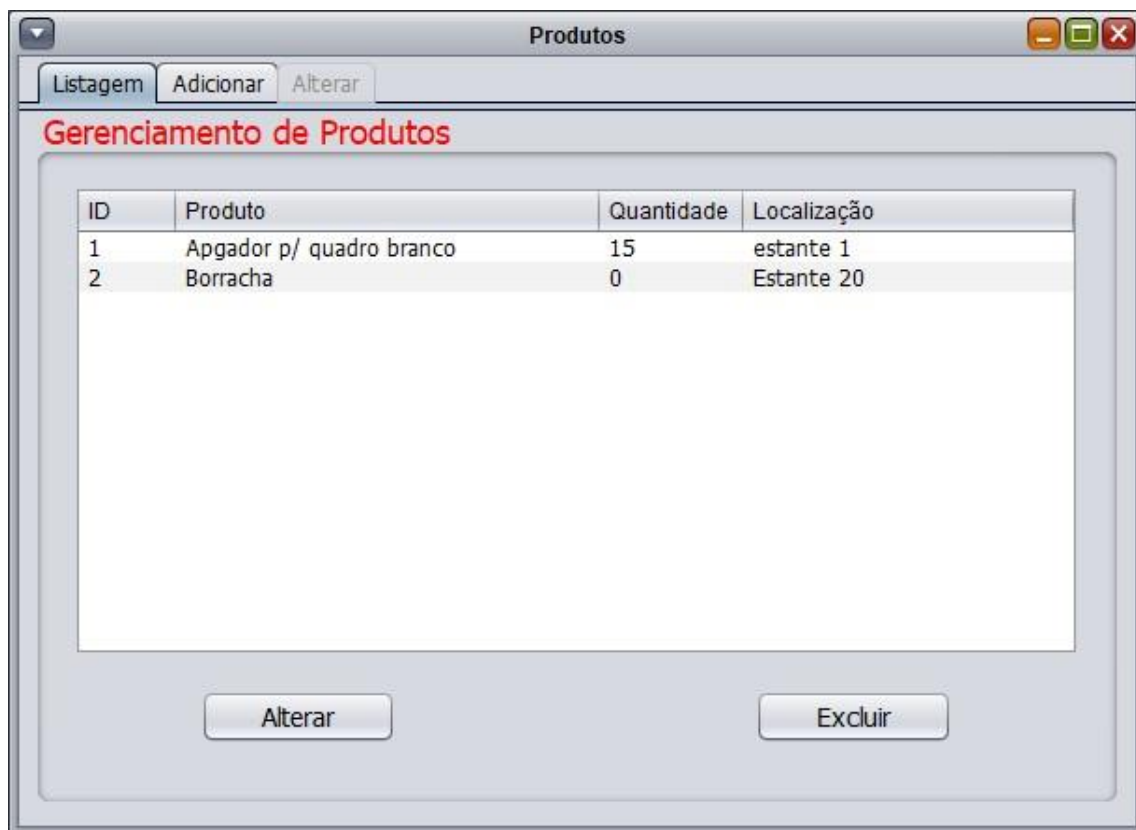 Produtos
Listagem Adicionar Alterar
Gerenciamento de Produtos
ID Produto Quantidade Localização
1 Apgador p/ quadro branco 15 estante 1
2 Borracha 0 Estante 20
Alterar Excluir